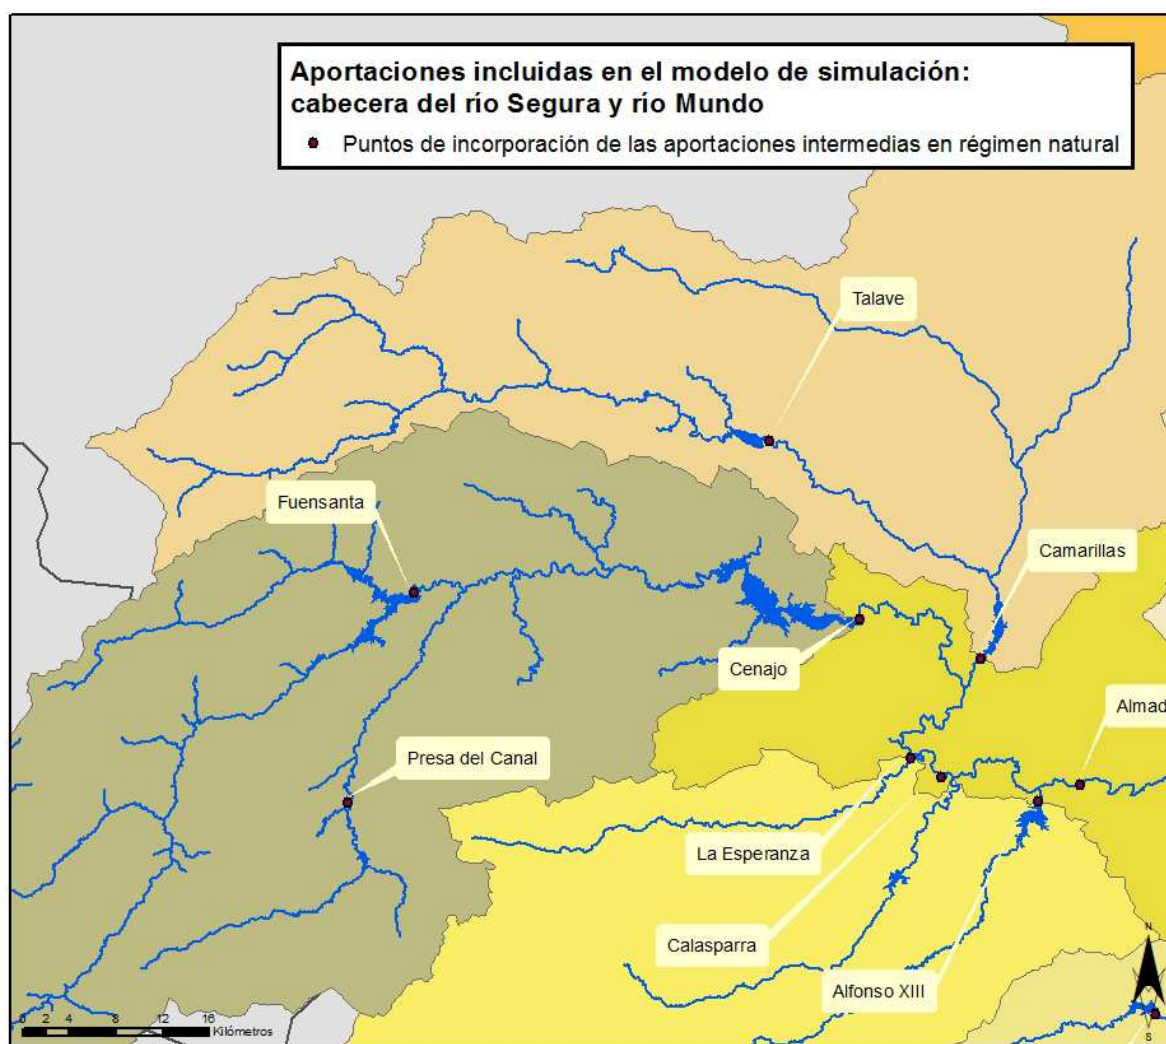 Aportaciones incluidas en el modelo de simulación:
cabecera del río Segura y río Mundo
Puntos de incorporación de las aportaciones intermedias en régimen natural
Talave
Fuensanta
Camarillas
Cenajo
Almad
Presa del Canal
La Esperanza
Calasparra
Alfonso XIII
N
S
0 2 4 8 12 16
Kilómetros